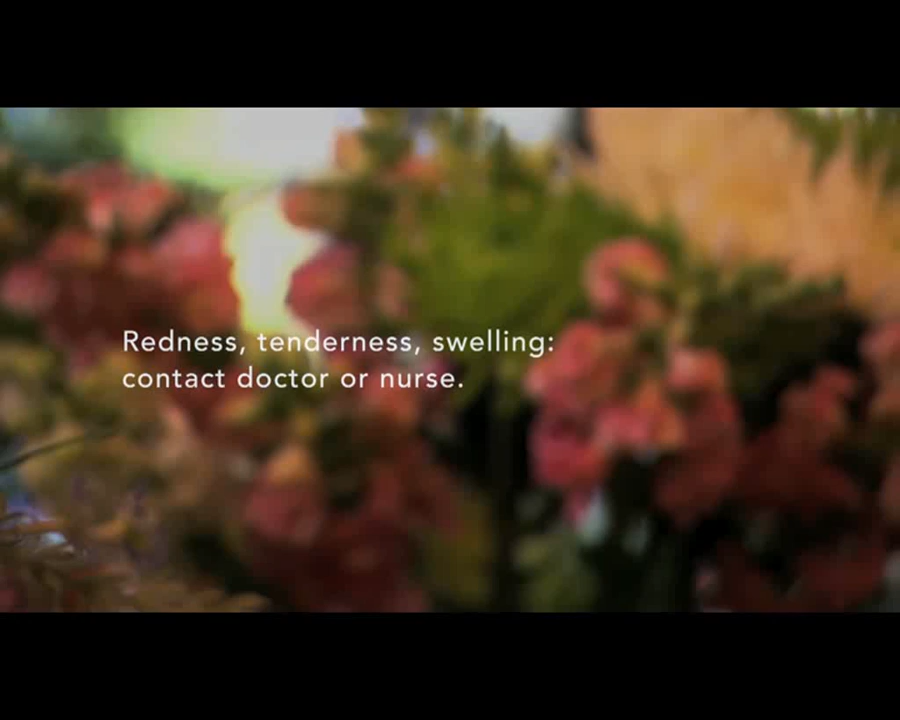 Redness, tenderness, swelling:
contact doctor or nurse.